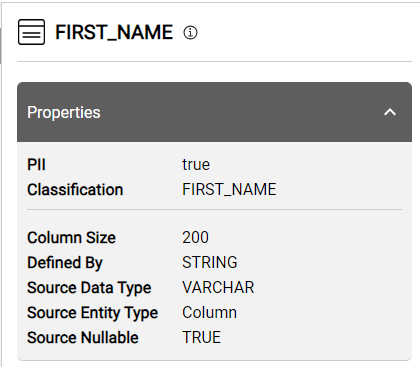 FIRST_NAME
Properties
PII true
Classification FIRST_NAME
Column Size 200
Defined By STRING
Source Data Type VARCHAR
Source Entity Type Column
Source Nullable TRUE